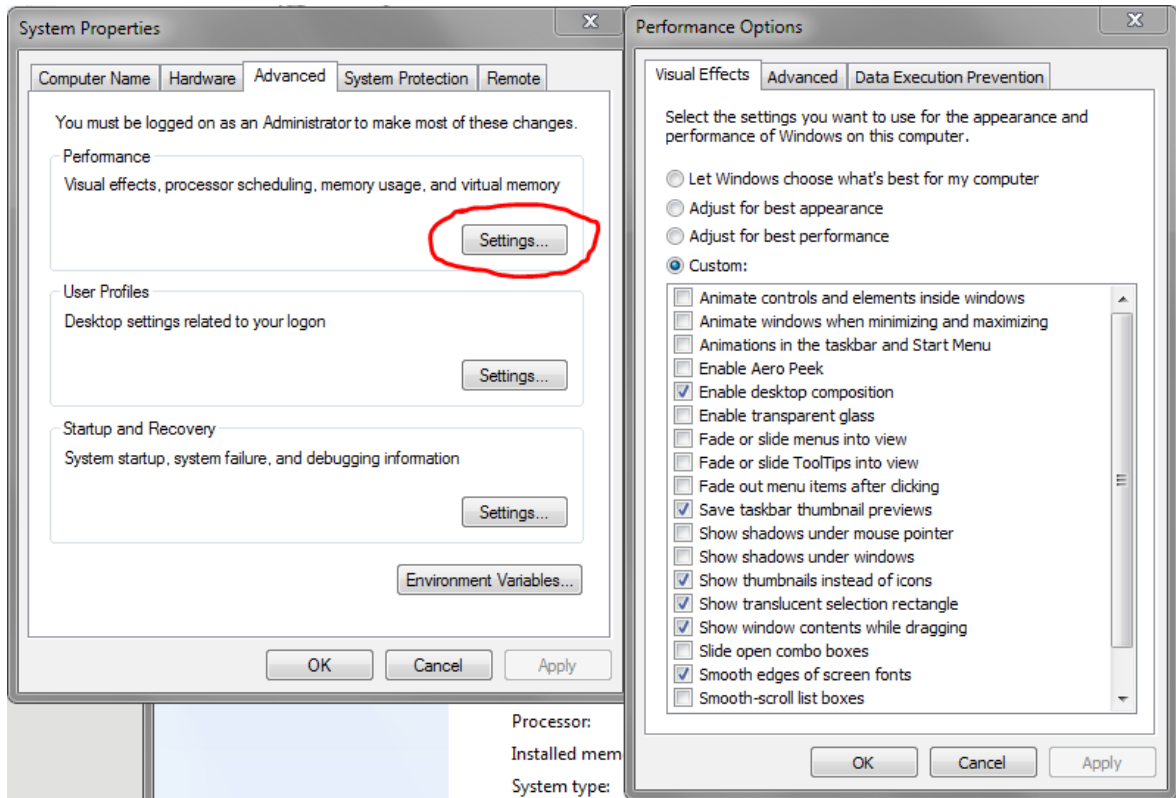 System Properties
Computer Name
Hardware
Advanced
System Protection
Remote
You must be logged on as an Administrator to make most of these changes.
Performance
Visual effects, processor scheduling, memory usage, and virtual memory
Settings...
User Profiles
Desktop settings related to your logon
Settings...
Startup and Recovery
System startup, system failure, and debugging information
Settings...
Environment Variables...
OK
Cancel
Apply
Processor:
Installed mem
System type:
Performance Options
Visual Effects
Advanced
Data Execution Prevention
Select the settings you want to use for the appearance and
performance of Windows on this computer.
Let Windows choose what's best for my computer
Adjust for best appearance
Adjust for best performance
Custom:
Animate controls and elements inside windows
Animate windows when minimizing and maximizing
Animations in the taskbar and Start Menu
Enable Aero Peek
Enable desktop composition
Enable transparent glass
Fade or slide menus into view
Fade or slide ToolTips into view
Fade out menu items after clicking
Save taskbar thumbnail previews
Show shadows under mouse pointer
Show shadows under windows
Show thumbnails instead of icons
Show translucent selection rectangle
Show window contents while dragging
Slide open combo boxes
Smooth edges of screen fonts
Smooth-scroll list boxes
OK
Cancel
Apply